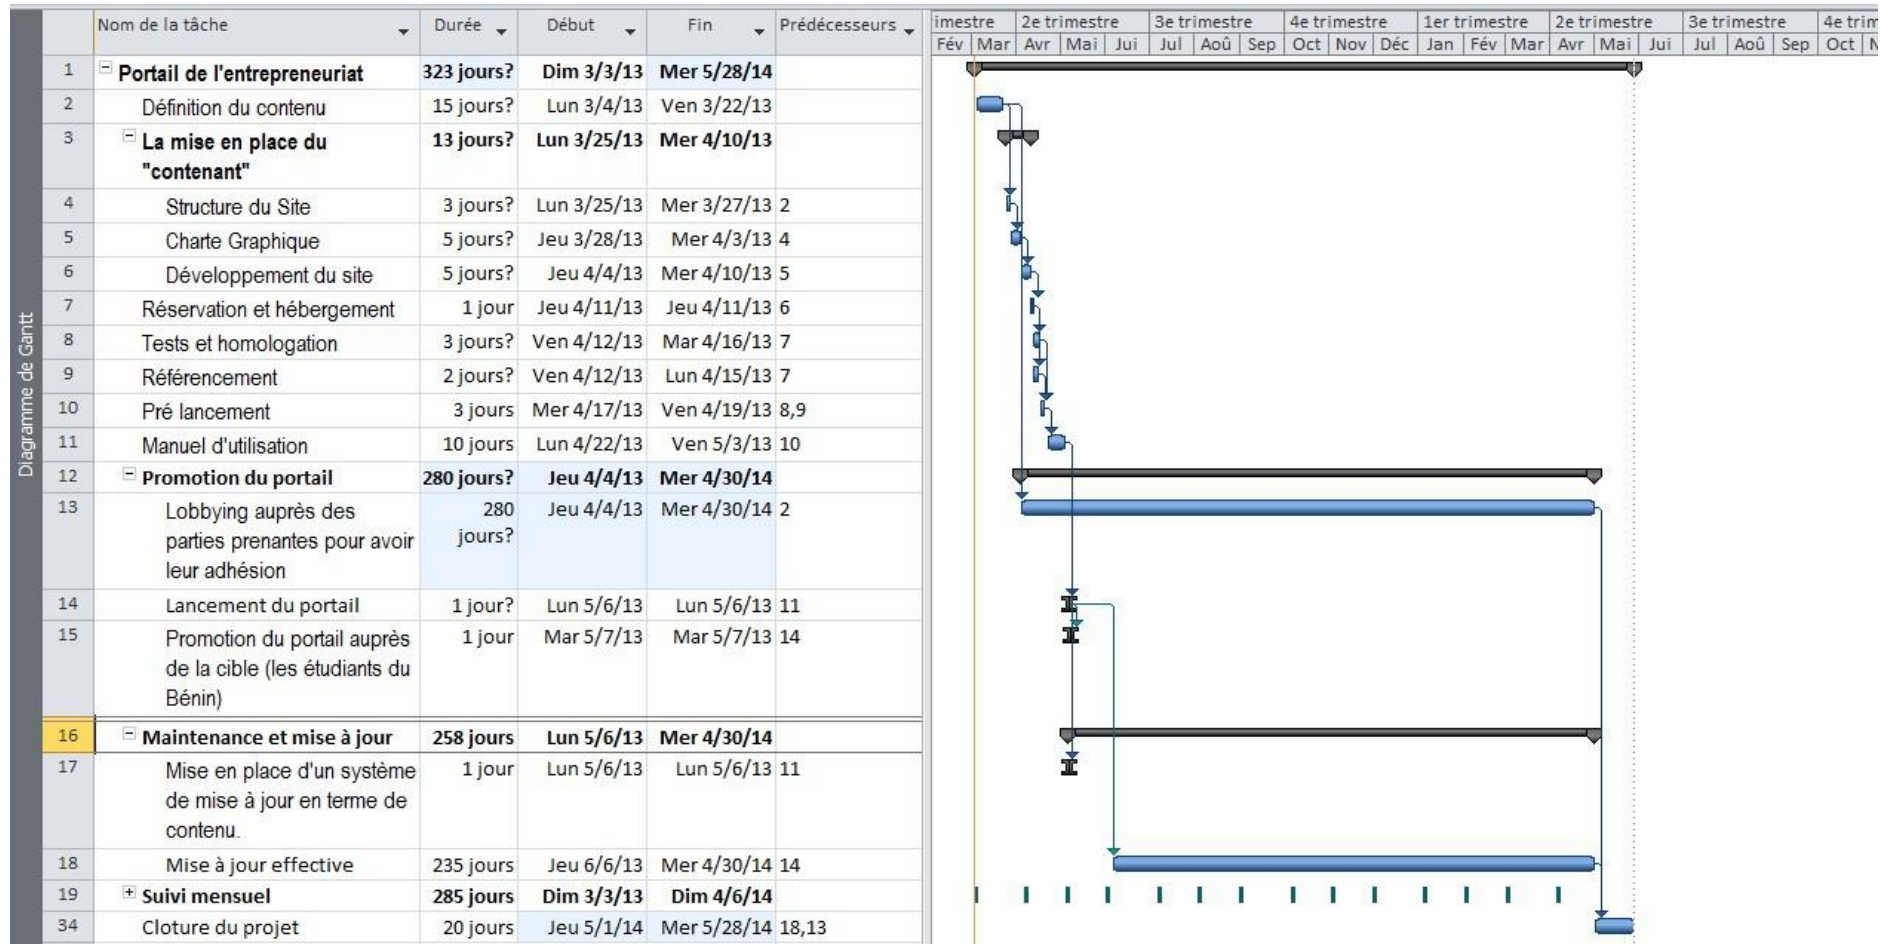 Nom de la tâche Durée Début Fin Prédécesseurs imestre 2e trimestre 3e trimestre 4e trimestre 1er trimestre 2e trimestre 3e trimestre 4e trim
Fév Mar Avr Mai Jui Jul Aoû Sep Oct Nov Déc Jan Fév Mar Avr Mai Jui Jul Aoû Sep Oct N
1 Portail de l'entrepreneuriat 323 jours? Dim 3/3/13 Mer 5/28/14
2 Définition du contenu 15 jours? Lun 3/4/13 Ven 3/22/13
3 La mise en place du 13 jours? Lun 3/25/13 Mer 4/10/13
"contenant"
4 Structure du Site 3 jours? Lun 3/25/13 Mer 3/27/13 2
5 Charte Graphique 5 jours? Jeu 3/28/13 Mer 4/3/13 4
6 Développement du site 5 jours? Jeu 4/4/13 Mer 4/10/13 5
7 Réservation et hébergement 1 jour Jeu 4/11/13 Jeu 4/11/13 6
8 Tests et homologation 3 jours? Ven 4/12/13 Mar 4/16/13 7
9 Référencement 2 jours? Ven 4/12/13 Lun 4/15/13 7
10 Pré lancement 3 jours Mer 4/17/13 Ven 4/19/13 8,9
11 Manuel d'utilisation 10 jours Lun 4/22/13 Ven 5/3/13 10
12 Promotion du portail 280 jours? Jeu 4/4/13 Mer 4/30/14
13 Lobbying auprès des 280 Jeu 4/4/13 Mer 4/30/14 2
parties prenantes pour avoir jours?
leur adhésion
14 Lancement du portail 1 jour? Lun 5/6/13 Lun 5/6/13 11
15 Promotion du portail auprès 1 jour Mar 5/7/13 Mar 5/7/13 14
de la cible (les étudiants du
Bénin)
16 Maintenance et mise à jour 258 jours Lun 5/6/13 Mer 4/30/14
17 Mise en place d'un système 1 jour Lun 5/6/13 Lun 5/6/13 11
de mise à jour en terme de
contenu.
18 Mise à jour effective 235 jours Jeu 6/6/13 Mer 4/30/14 14
19 Suivi mensuel 285 jours Dim 3/3/13 Dim 4/6/14
34 Cloture du projet 20 jours Jeu 5/1/14 Mer 5/28/14 18,13
Diagramme de Gantt